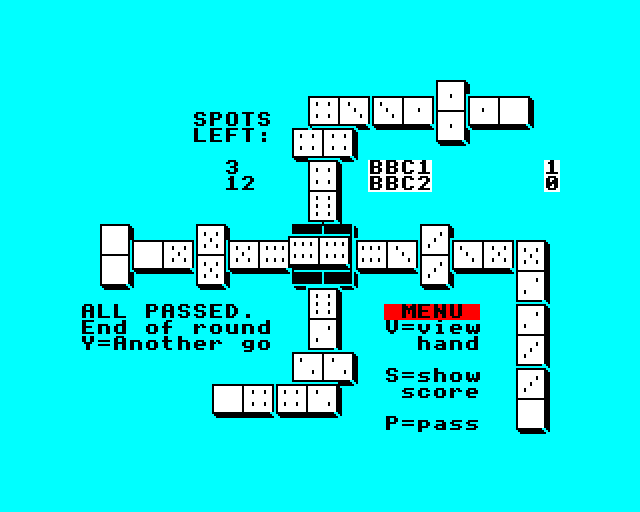 SPOTS
LEFT:
3 BBC1 1
12 BBC2 0
ALL PASSED.
End of round
Y=Another go
MENU
V=view
hand
S=show
score
P=pass